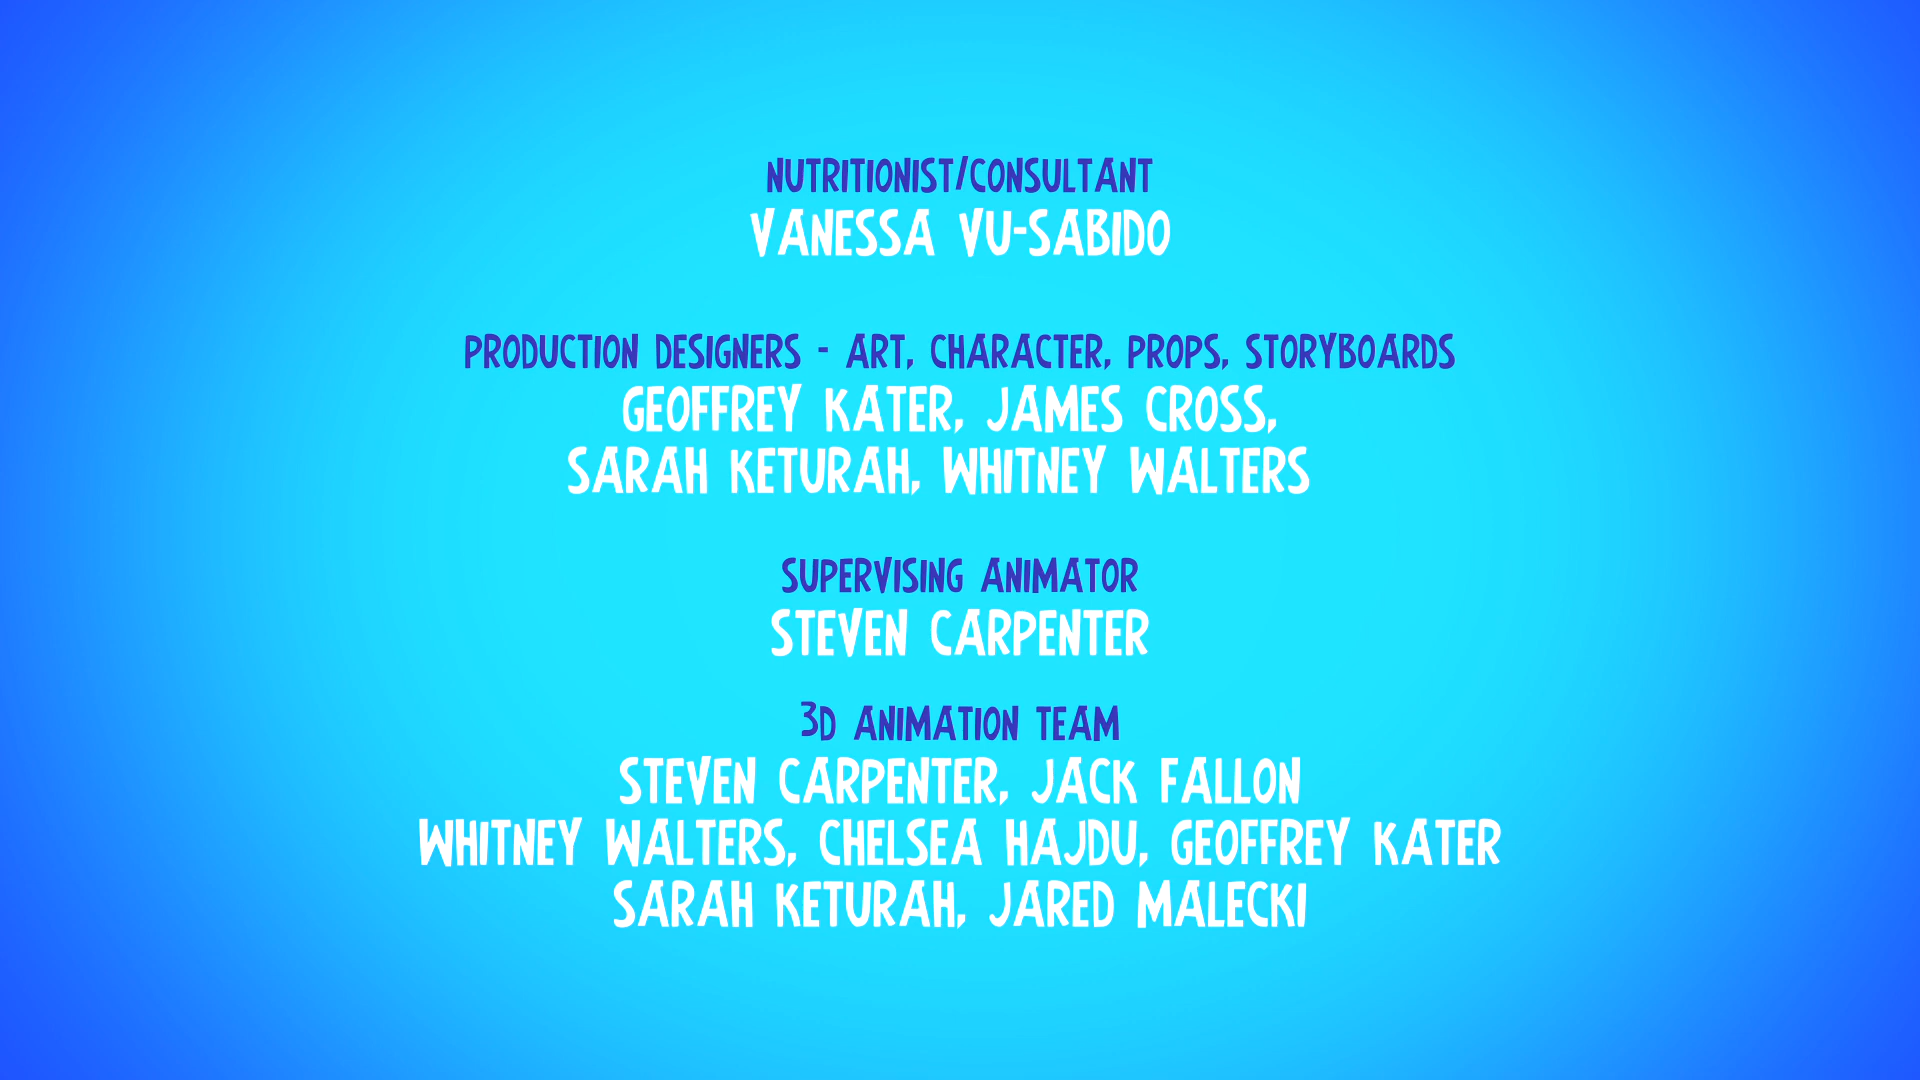 NUTRITIONIST/CONSULTANT
VANESSA VU-SABIDO
PRODUCTION DESIGNERS - ART, CHARACTER, PROPS, STORYBOARDS
GEOFFREY KATER, JAMES CROSS,
SARAH KETURAH, WHITNEY WALTERS
SUPERVISING ANIMATOR
STEVEN CARPENTER
3D ANIMATION TEAM
STEVEN CARPENTER, JACK FALLON
WHITNEY WALTERS, CHELSEA HAJDU, GEOFFREY KATER
SARAH KETURAH, JARED MALECKI